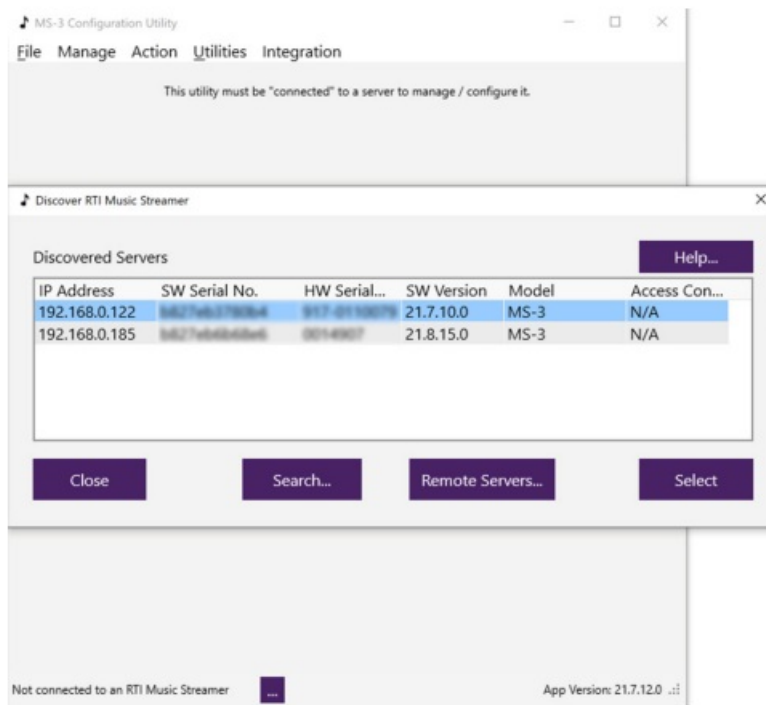 MS-3 Configuration Utility
File Manage Action Utilities Integration
This utility must be "connected" to a server to manage / configure it.
Discover RTI Music Streamer
Discovered Servers
Help...
IP Address SW Serial No. HW Serial... SW Version Model Access Con...
192.168.0.122 21.7.10.0 MS-3 N/A
192.168.0.185 21.8.15.0 MS-3 N/A
Close Search... Remote Servers... Select
Not connected to an RTI Music Streamer ... App Version: 21.7.12.0